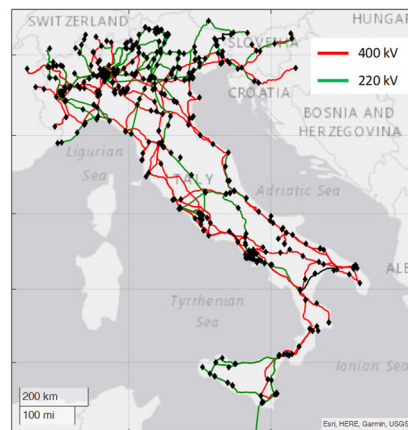 SWITZERLAND
HUNGAR
SLOVENIA
400 kV
220 kV
CROATIA
BOSNIA AND
HERZEGOVINA
Ligurian
Sea
ITALY
Adriatic Sea
ALB
Tyrrhenian
Sea
Ionian Sea
200 km
100 mi
Esri, HERE, Garmin, USGS